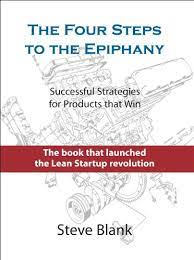 THE FOUR STEPS
TO THE EPIPHANY
Successful Strategies
for Products that Win
The book that launched
the Lean Startup revolution
Steve Blank